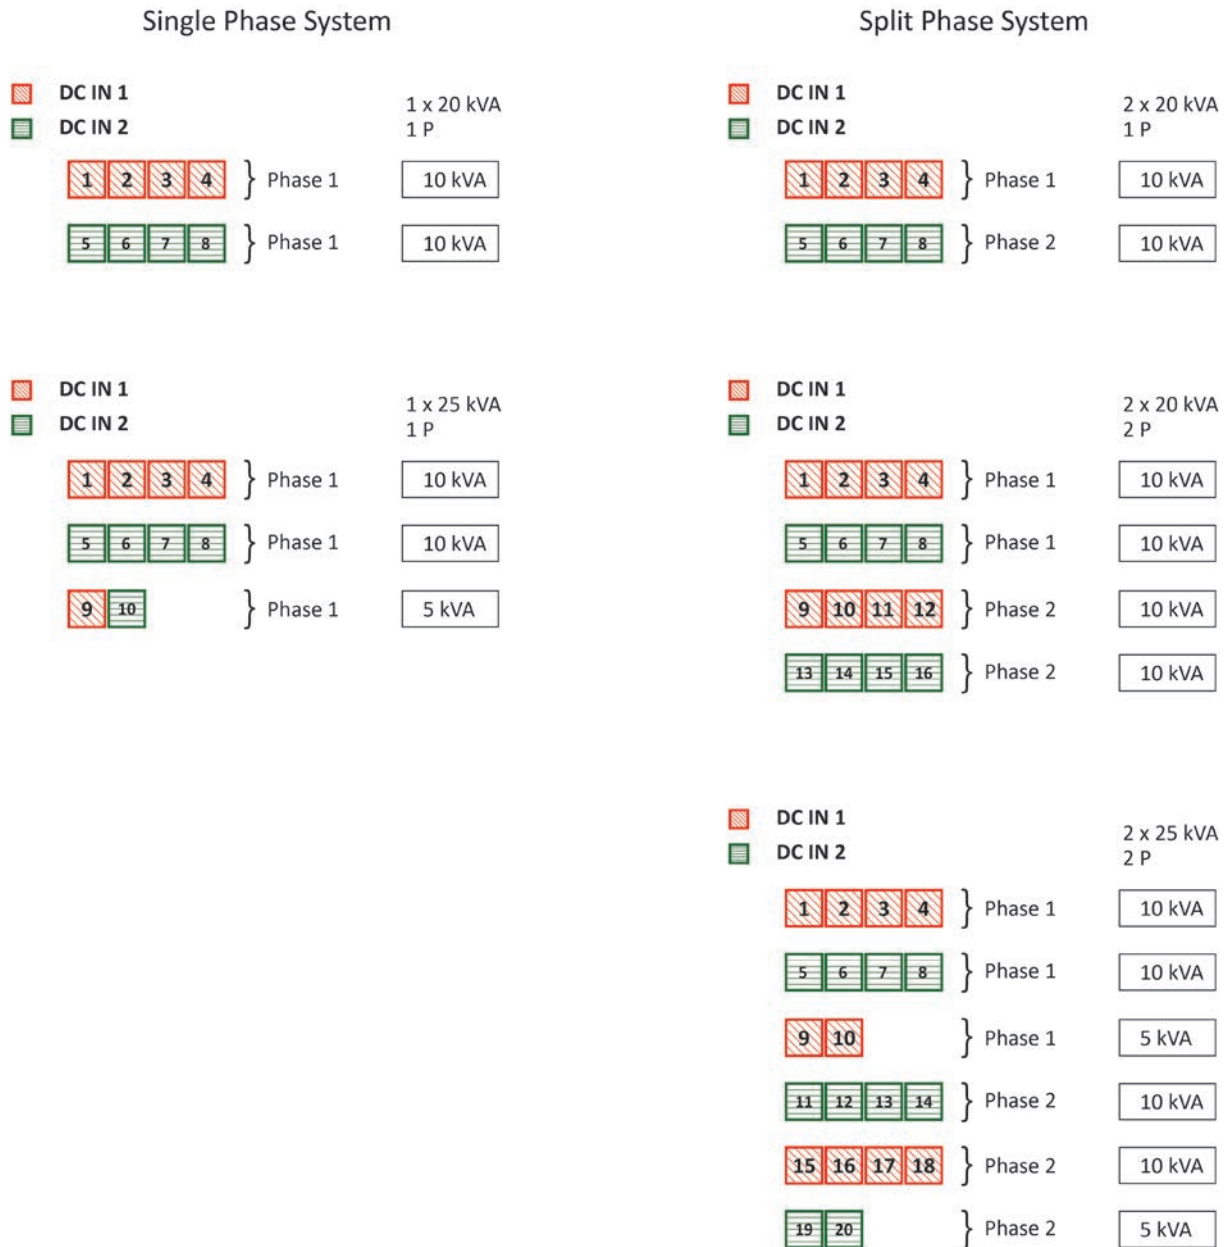 Single Phase System
DC IN 1
DC IN 2
1 x 20 kVA
1 P
1 2 3 4 } Phase 1 10 kVA
5 6 7 8 } Phase 1 10 kVA
DC IN 1
DC IN 2
1 x 25 kVA
1 P
1 2 3 4 } Phase 1 10 kVA
5 6 7 8 } Phase 1 10 kVA
9 10 } Phase 1 5 kVA
Split Phase System
DC IN 1
DC IN 2
2 x 20 kVA
1 P
1 2 3 4 } Phase 1 10 kVA
5 6 7 8 } Phase 2 10 kVA
DC IN 1
DC IN 2
2 x 20 kVA
2 P
1 2 3 4 } Phase 1 10 kVA
5 6 7 8 } Phase 1 10 kVA
9 10 11 12 } Phase 2 10 kVA
13 14 15 16 } Phase 2 10 kVA
DC IN 1
DC IN 2
2 x 25 kVA
2 P
1 2 3 4 } Phase 1 10 kVA
5 6 7 8 } Phase 1 10 kVA
9 10 } Phase 1 5 kVA
11 12 13 14 } Phase 2 10 kVA
15 16 17 18 } Phase 2 10 kVA
19 20 } Phase 2 5 kVA